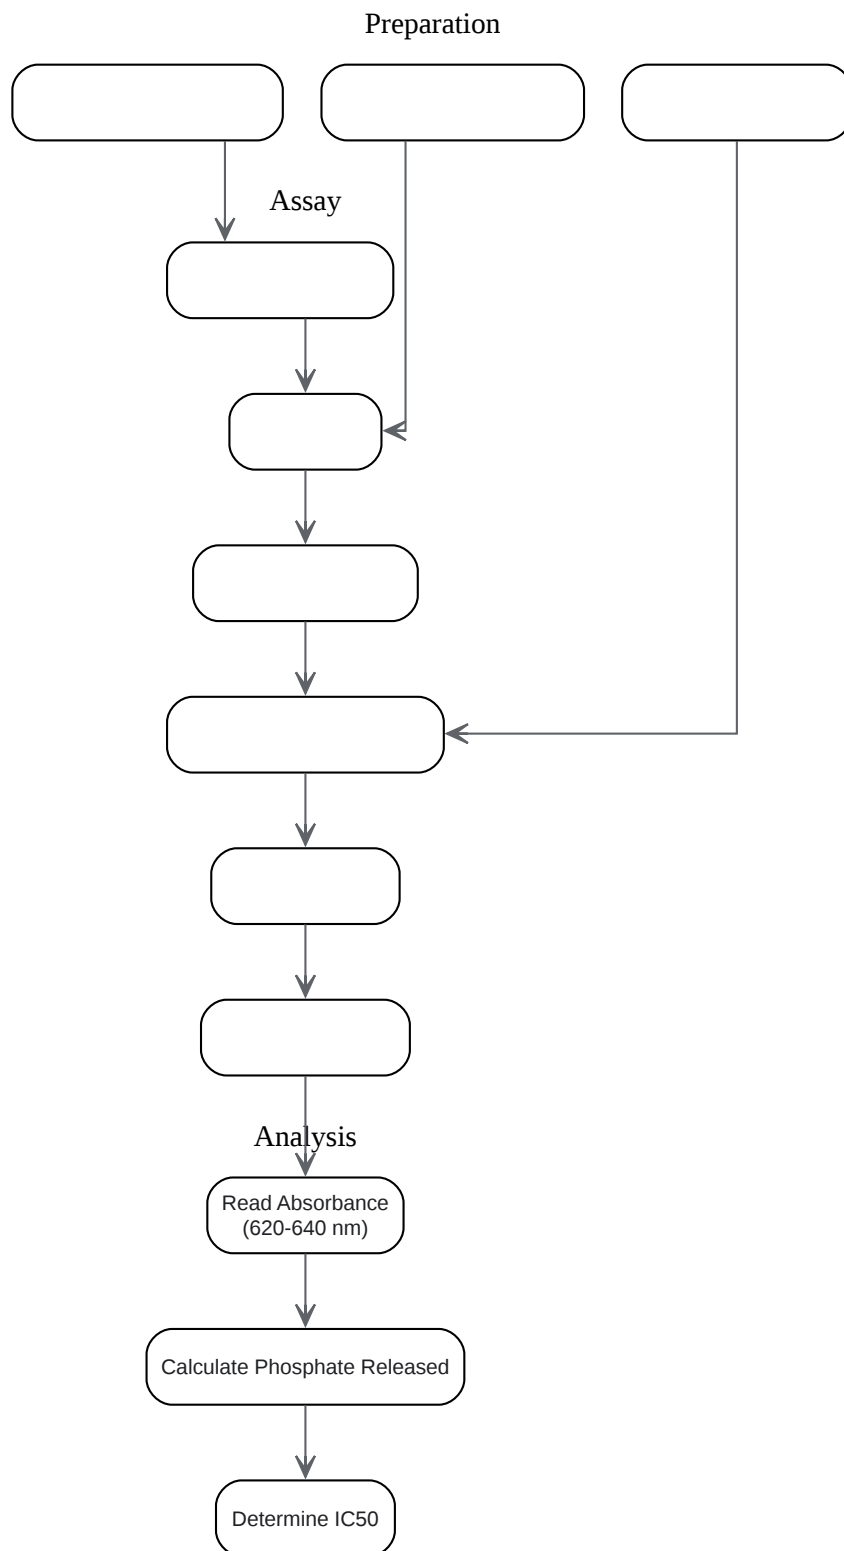 Preparation
Assay
Analysis
Read Absorbance
(620-640 nm)
Calculate Phosphate Released
Determine IC50